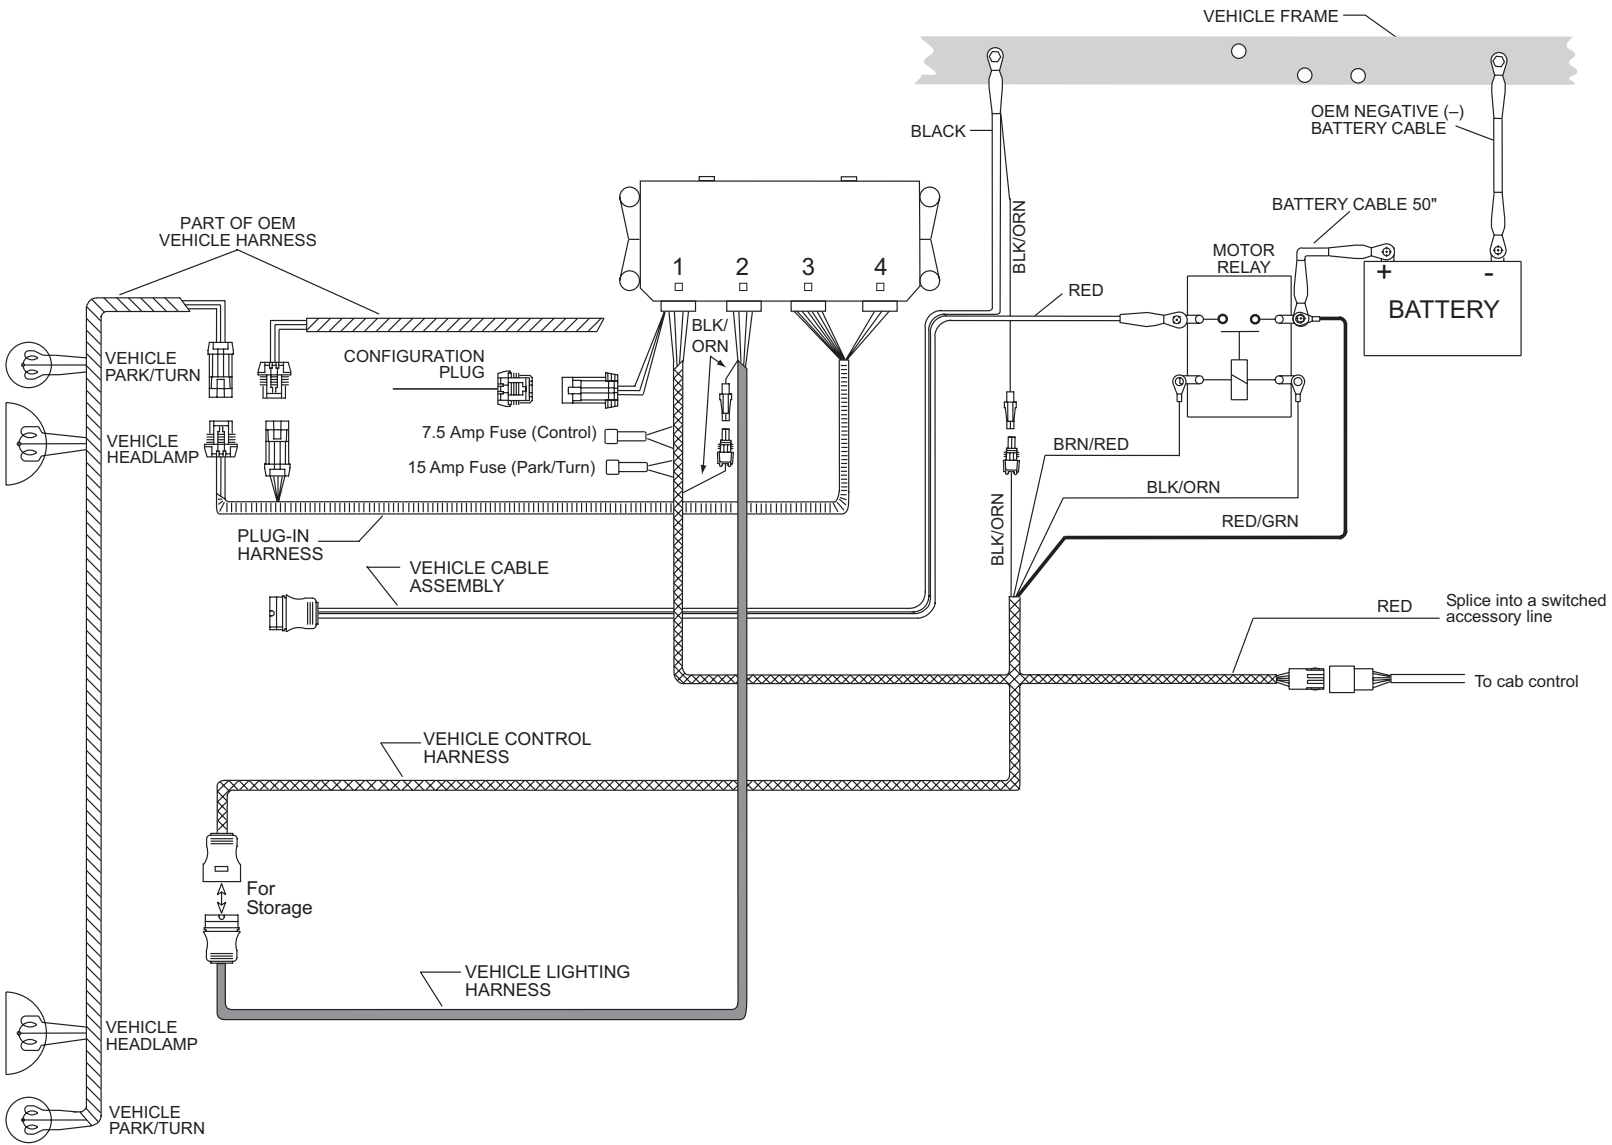 VEHICLE FRAME
OEM NEGATIVE (–)
BATTERY CABLE
BLACK
BLK/ORN
BATTERY CABLE 50"
MOTOR
RELAY
+
-
BATTERY
RED
PART OF OEM
VEHICLE HARNESS
1
2
3
4
BLK/
ORN
CONFIGURATION
PLUG
VEHICLE
PARK/TURN
VEHICLE
HEADLAMP
7.5 Amp Fuse (Control)
15 Amp Fuse (Park/Turn)
BRN/RED
BLK/ORN
RED/GRN
BLK/ORN
PLUG-IN
HARNESS
VEHICLE CABLE
ASSEMBLY
RED
Splice into a switched
accessory line
To cab control
VEHICLE CONTROL
HARNESS
For
Storage
VEHICLE LIGHTING
HARNESS
VEHICLE
HEADLAMP
VEHICLE
PARK/TURN